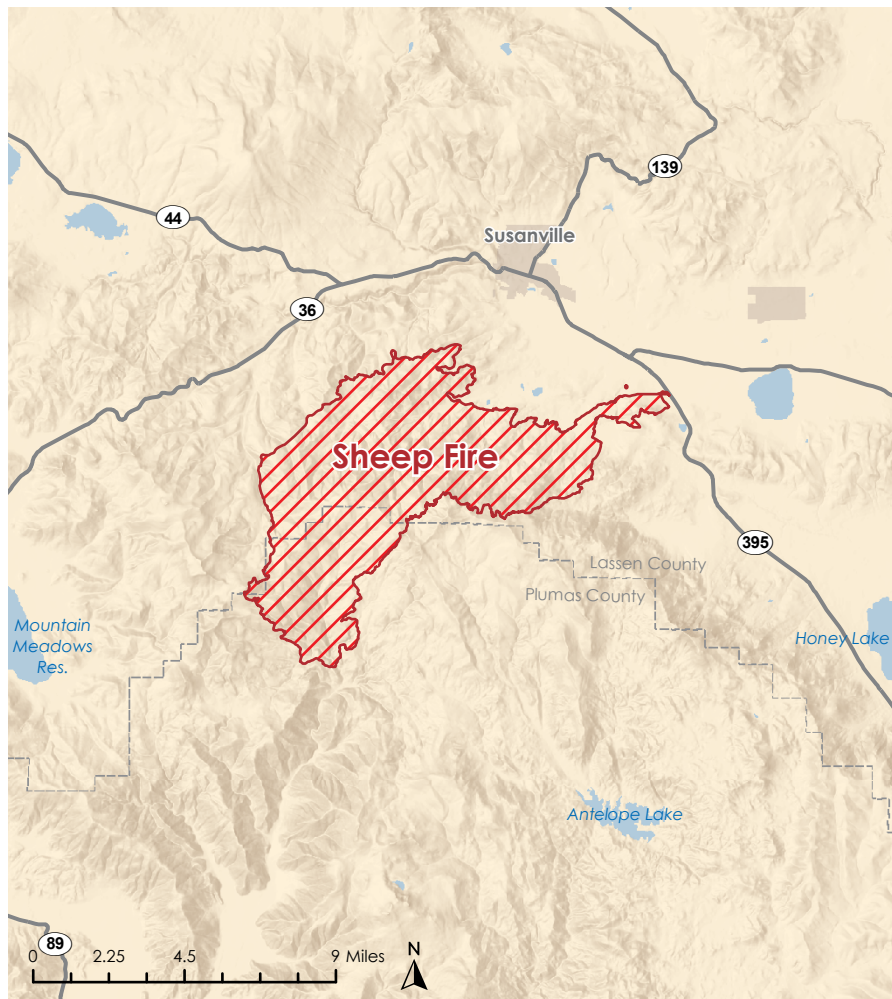 139
44
Susanville
36
Sheep Fire
395
Lassen County
Plumas County
Mountain
Meadows
Res.
Honey Lake
Antelope Lake
89
0 2.25 4.5 9 Miles
N